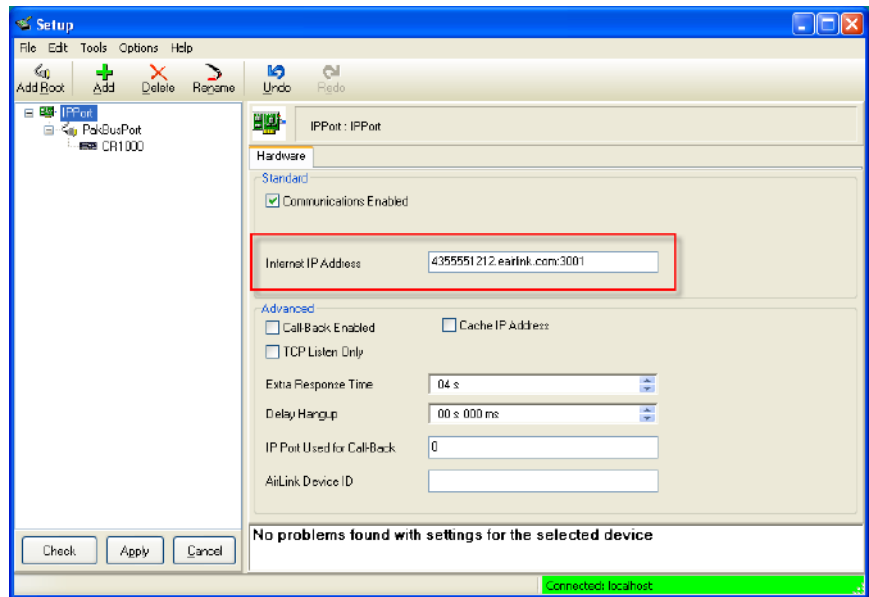 Setup
File Edit Tools Options Help
Add Root Add Delete Rename Undo Redo
IPPort
PakBusPort
CR1000
IPPort : IPPort
Hardware
Standard
Communications Enabled
Internet IP Address 4355551212.eairlink.com:3001
Advanced
Call-Back Enabled Cache IP Address
TCP Listen Only
Extra Response Time 04 s
Delay Hangup 00 s 000 ms
IP Port Used for Call-Back 0
AirLink Device ID
No problems found with settings for the selected device
Check Apply Cancel
Connected: localhost